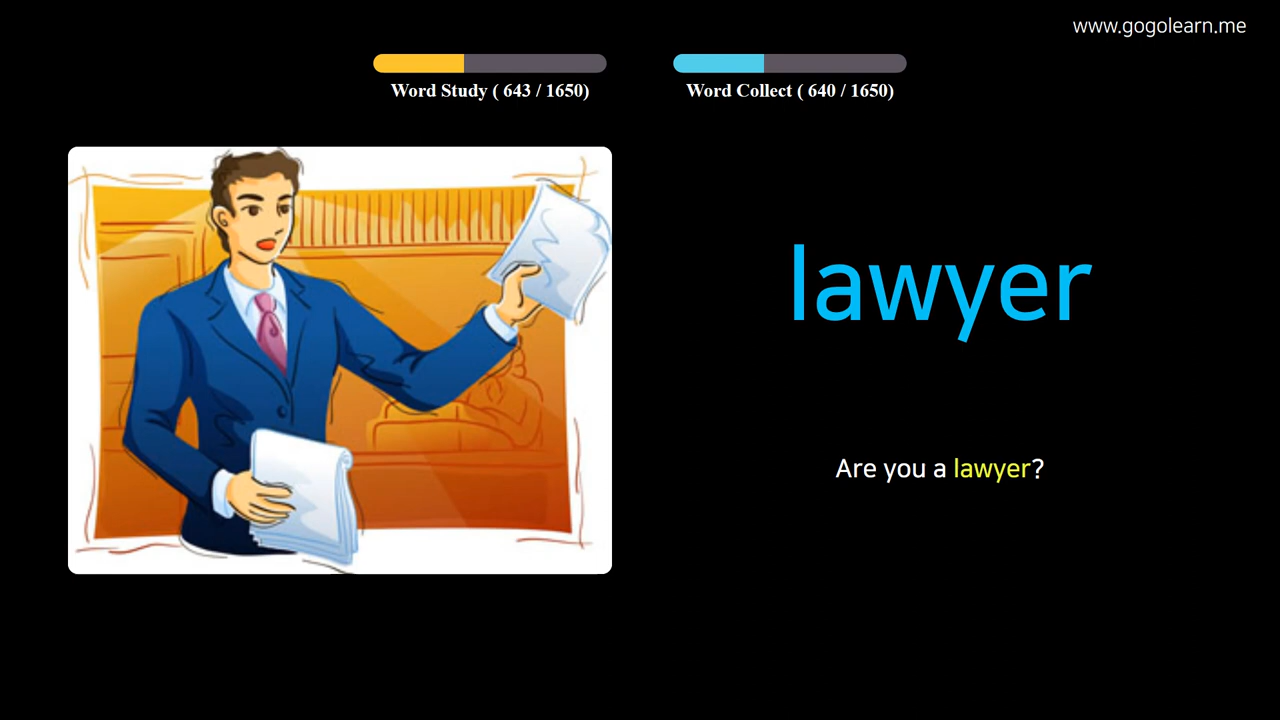 www.gogolearn.me
Word Study ( 643 / 1650)
Word Collect ( 640 / 1650)
lawyer
Are you a lawyer?